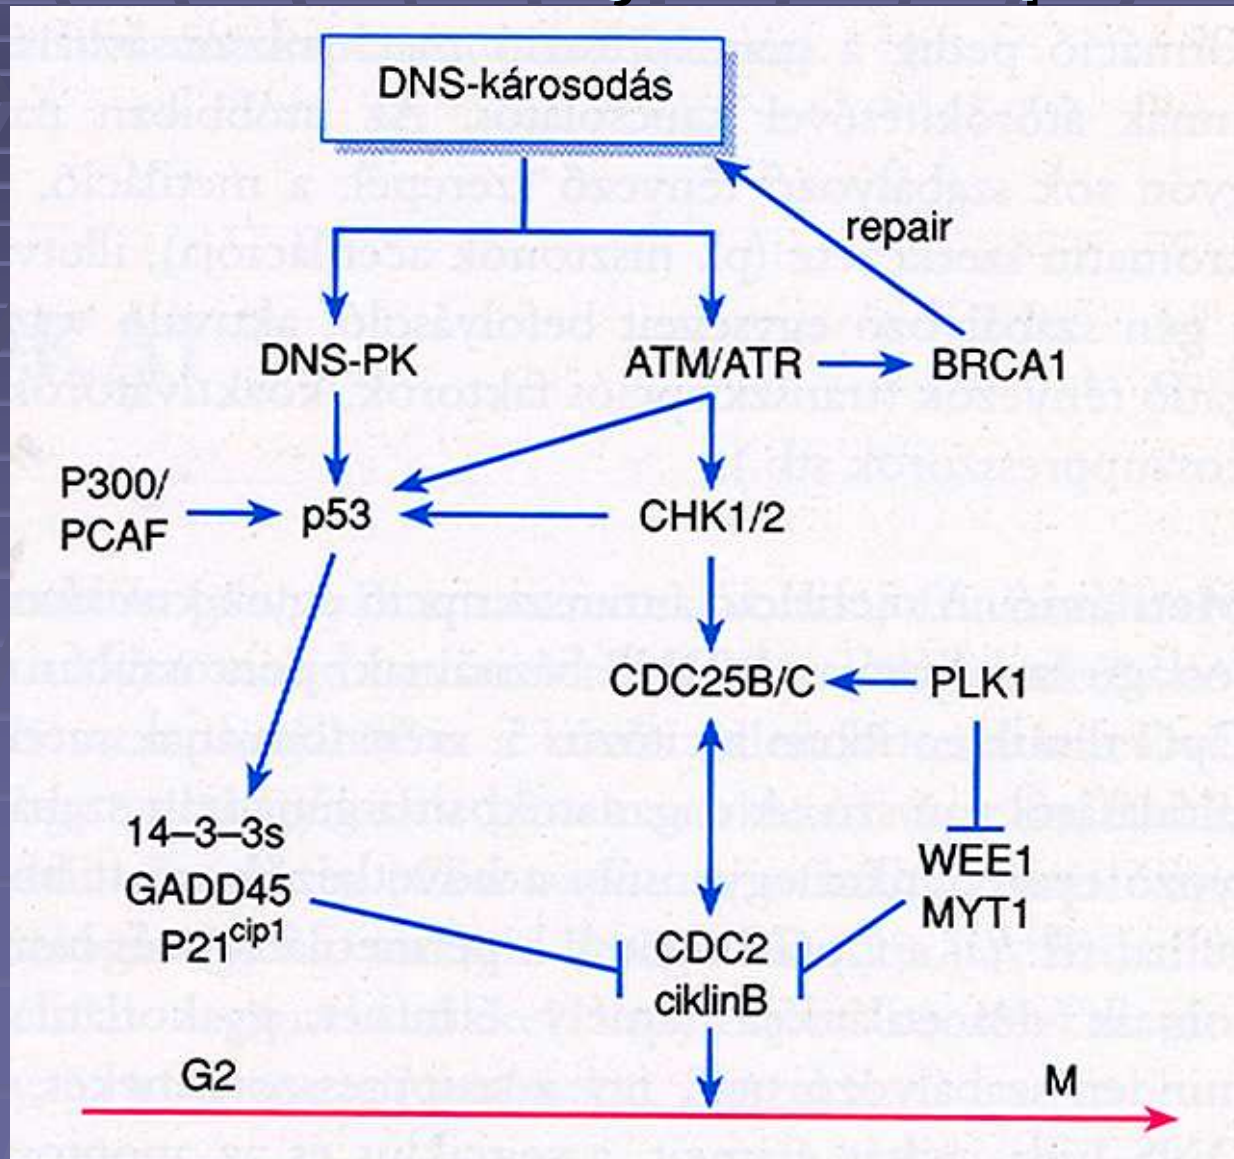 DNS-károsodás
repair
DNS-PK
ATM/ATR
BRCA1
P300/
PCAF
p53
CHK1/2
CDC25B/C
PLK1
14–3–3s
GADD45
P21cip1
WEE1
MYT1
CDC2
ciklinB
G2
M